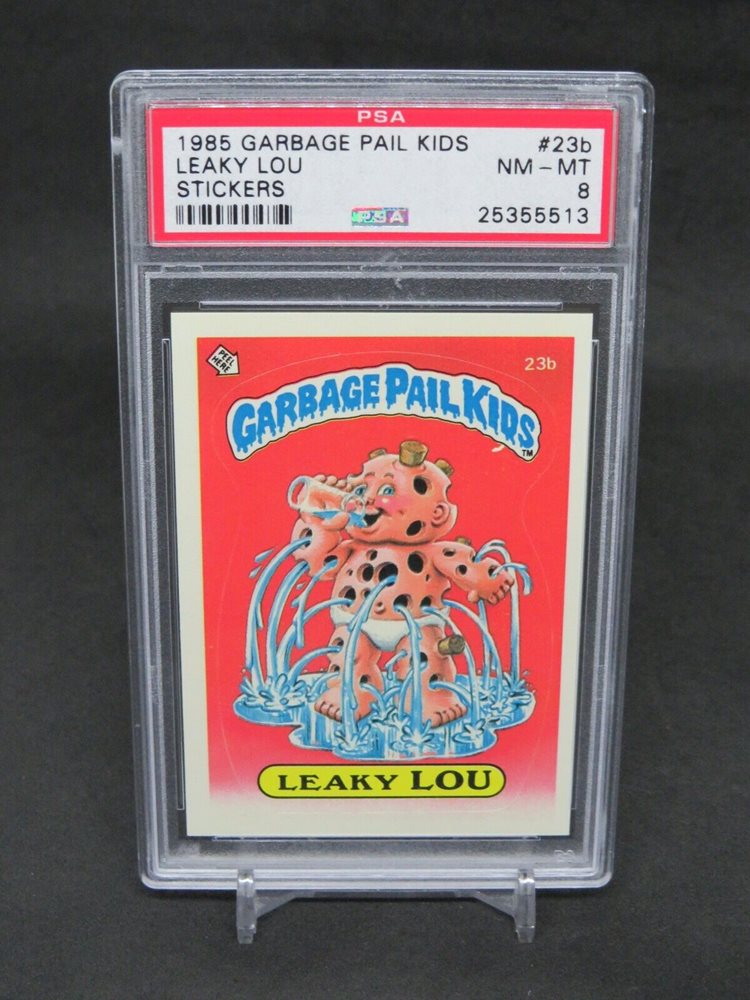 PSA
1985 GARBAGE PAIL KIDS #23b
LEAKY LOU NM - MT
STICKERS 8
PSA 25355513
PEEL
HERE
23b
GARBAGE PAIL KIDS
TM
LEAKY LOU